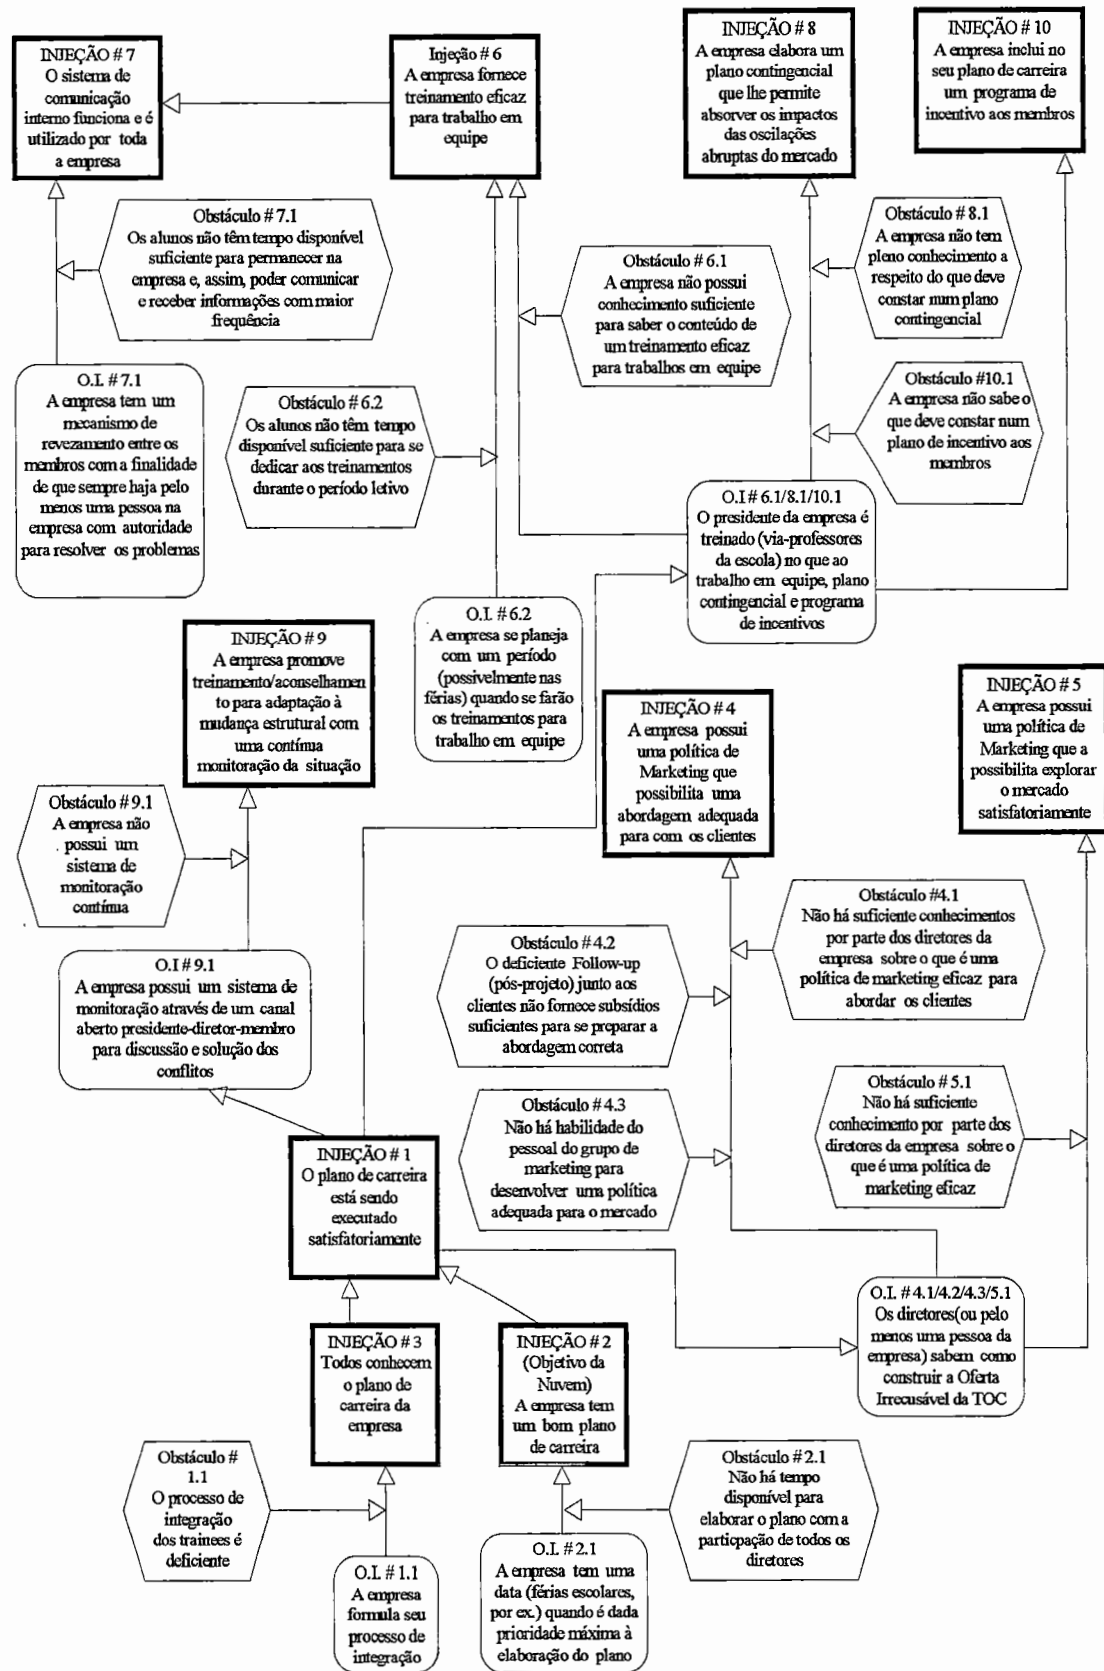 INJEÇÃO # 7
O sistema de
comunicação
interno funciona e é
utilizado por toda
a empresa
Injeção # 6
A empresa fornece
treinamento eficaz
para trabalho em
equipe
INJEÇÃO # 8
A empresa elabora um
plano contingencial
que lhe permite
absorver os impactos
das oscilações
abruptas do mercado
INJEÇÃO # 10
A empresa inclui no
seu plano de carreira
um programa de
incentivo aos membros
Obstáculo # 7.1
Os alunos não têm tempo disponível
suficiente para permanecer na
empresa e, assim, poder comunicar
e receber informações com maior
frequência
Obstáculo # 6.1
A empresa não possui
conhecimento suficiente
para saber o conteúdo de
um treinamento eficaz
para trabalhos em equipe
Obstáculo # 8.1
A empresa não tem
pleno conhecimento a
respeito do que deve
constar num plano
contingencial
O.I. # 7.1
A empresa tem um
mecanismo de
revezamento entre os
membros com a finalidade
de que sempre haja pelo
menos uma pessoa na
empresa com autoridade
para resolver os problemas
Obstáculo # 6.2
Os alunos não têm tempo
disponível suficiente para se
dedicar aos treinamentos
durante o período letivo
Obstáculo #10.1
A empresa não sabe o
que deve constar num
plano de incentivo aos
membros
O.I # 6.1/8.1/10.1
O presidente da empresa é
treinado (via-professores
da escola) no que ao
trabalho em equipe, plano
contingencial e programa
de incentivos
O.I. # 6.2
A empresa se planeja
com um período
(possivelmente nas
férias) quando se farão
os treinamentos para
trabalho em equipe
INJEÇÃO # 9
A empresa promove
treinamento/aconselhamen
to para adaptação à
mudança estrutural com
uma contínua
monitoração da situação
INJEÇÃO # 4
A empresa possui
uma política de
Marketing que
possibilita uma
abordagem adequada
para com os clientes
INJEÇÃO # 5
A empresa possui
uma política de
Marketing que a
possibilita explorar
o mercado
satisfatoriamente
Obstáculo # 9.1
A empresa não
possui um
sistema de
monitoração
contínua
Obstáculo #4.1
Não há suficiente conhecimentos
por parte dos diretores da
empresa sobre o que é uma
política de marketing eficaz para
abordar os clientes
Obstáculo # 4.2
O deficiente Follow-up
(pós-projeto) junto aos
clientes não fornece subsídios
suficientes para se preparar a
abordagem correta
O.I # 9.1
A empresa possui um sistema de
monitoração através de um canal
aberto presidente-diretor-membro
para discussão e solução dos
conflitos
Obstáculo # 5.1
Não há suficiente
conhecimento por parte dos
diretores da empresa sobre o
que é uma política de
marketing eficaz
Obstáculo # 4.3
Não há habilidade do
pessoal do grupo de
marketing para
desenvolver uma política
adequada para o mercado
INJEÇÃO # 1
O plano de carreira
está sendo
executado
satisfatoriamente
O.I. # 4.1/4.2/4.3/5.1
Os diretores(ou pelo
menos uma pessoa da
empresa) sabem como
construir a Oferta
Irrecusável da TOC
INJEÇÃO # 3
Todos conhecem
o plano de
carreira da
empresa
INJEÇÃO # 2
(Objetivo da
Nuvem)
A empresa tem
um bom plano
de carreira
Obstáculo #
1.1
O processo de
integração
dos trainees é
deficiente
Obstáculo # 2.1
Não há tempo
disponível para
elaborar o plano com a
particpação de todos os
diretores
O.I. # 1.1
A empresa
formula seu
processo de
integração
O.I. # 2.1
A empresa tem uma
data (férias escolares,
por ex.) quando é dada
prioridade máxima à
elaboração do plano